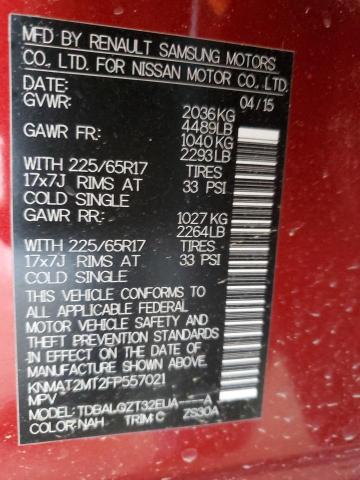 MFD BY RENAULT SAMSUNG MOTORS
CO., LTD. FOR NISSAN MOTOR CO., LTD.
DATE: 04/15
GVWR: 2036KG
4489LB
GAWR FR: 1040KG
2293LB
WITH 225/65R17 TIRES
17x7J RIMS AT 33 PSI
COLD SINGLE
GAWR RR: 1027 KG
2264LB
WITH 225/65R17 TIRES
17x7J RIMS AT 33 PSI
COLD SINGLE
THIS VEHICLE CONFORMS TO
ALL APPLICABLE FEDERAL
MOTOR VEHICLE SAFETY AND
THEFT PREVENTION STANDARDS
IN EFFECT ON THE DATE OF
MANUFACTURE SHOWN ABOVE.
KNMAT2MT2FP557021
MPV
MODEL: TDBALGZT32EUA----A
COLOR: NAH TRIM: C ZS30A